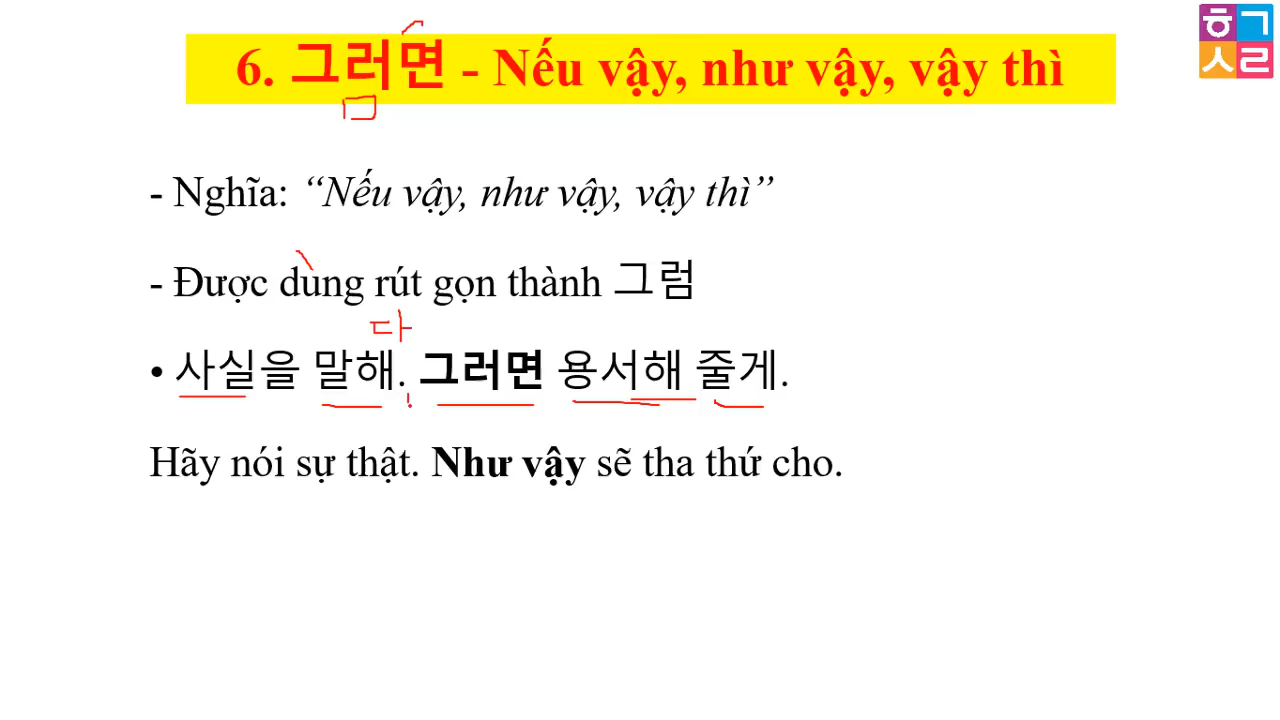 6. 그러면 - Nếu vậy, như vậy, vậy thì
ㅁ
- Nghĩa: “Nếu vậy, như vậy, vậy thì”
- Được dùng rút gọn thành 그럼
다
• 사실을 말해. 그러면 용서해 줄게.
Hãy nói sự thật. Như vậy sẽ tha thứ cho.
ㅎㄱ
ㅅㄹ